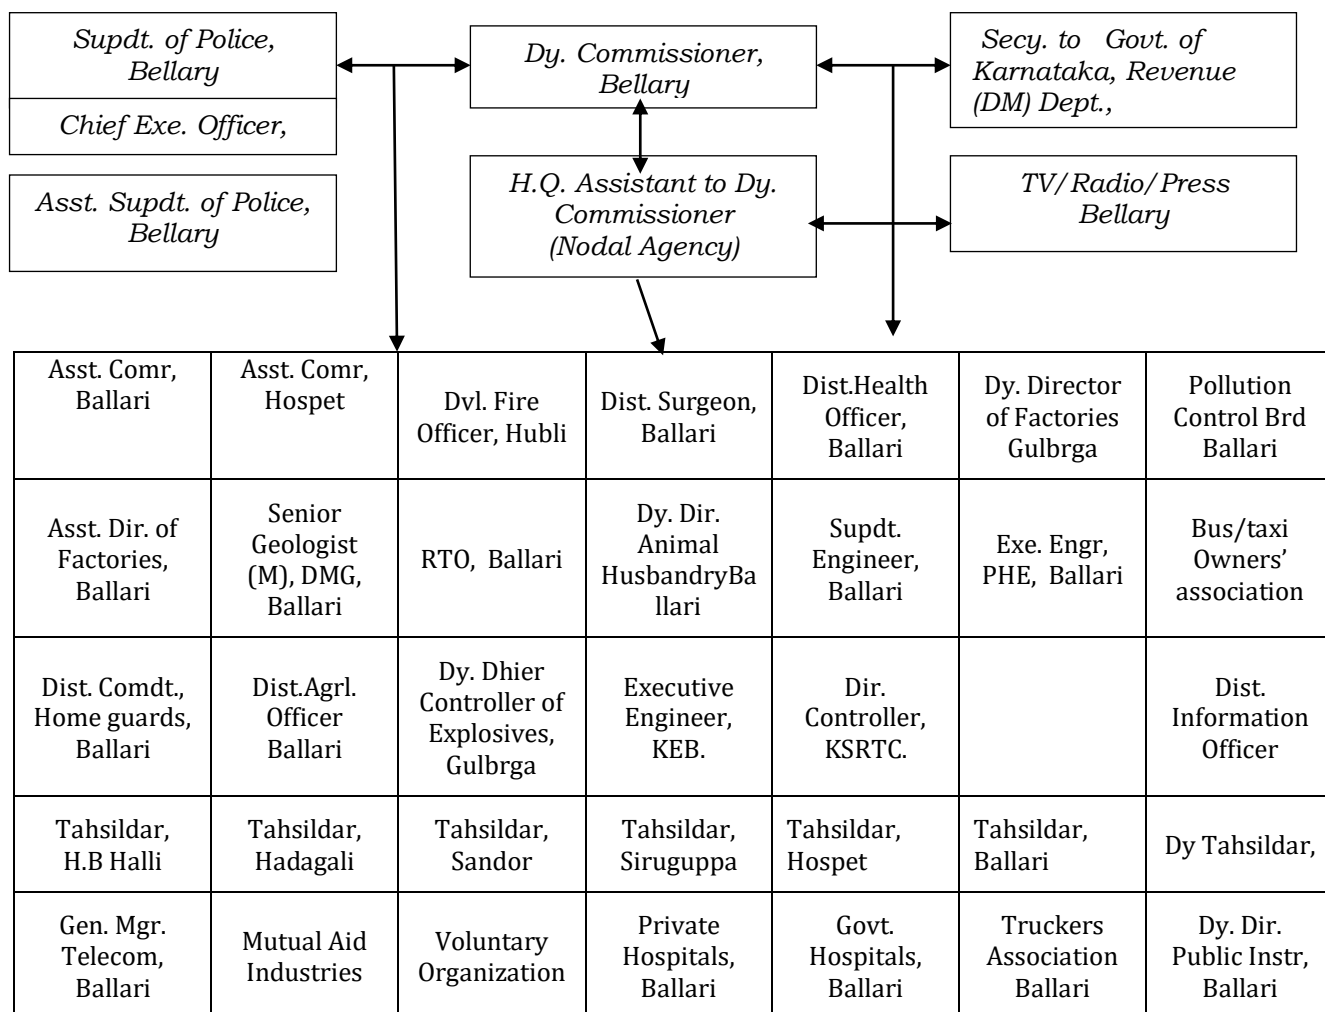 Supdt. of Police,
Bellary
Chief Exe. Officer,
Asst. Supdt. of Police,
Bellary
Dy. Commissioner,
Bellary
H.Q. Assistant to Dy.
Commissioner
(Nodal Agency)
Secy. to Govt. of
Karnataka, Revenue
(DM) Dept.,
TV/Radio/Press
Bellary
Asst. Comr,
Ballari
Asst. Comr,
Hospet
Dvl. Fire
Officer, Hubli
Dist. Surgeon,
Ballari
Dist.Health
Officer,
Ballari
Dy. Director
of Factories
Gulbrga
Pollution
Control Brd
Ballari
Asst. Dir. of
Factories,
Ballari
Senior
Geologist
(M), DMG,
Ballari
RTO, Ballari
Dy. Dir.
Animal
HusbandryBa
llari
Supdt.
Engineer,
Ballari
Exe. Engr,
PHE, Ballari
Bus/taxi
Owners’
association
Dist. Comdt.,
Home guards,
Ballari
Dist.Agrl.
Officer
Ballari
Dy. Dhier
Controller of
Explosives,
Gulbrga
Executive
Engineer,
KEB.
Dir.
Controller,
KSRTC.
Dist.
Information
Officer
Tahsildar,
H.B Halli
Tahsildar,
Hadagali
Tahsildar,
Sandor
Tahsildar,
Siruguppa
Tahsildar,
Hospet
Tahsildar,
Ballari
Dy Tahsildar,
Gen. Mgr.
Telecom,
Ballari
Mutual Aid
Industries
Voluntary
Organization
Private
Hospitals,
Ballari
Govt.
Hospitals,
Ballari
Truckers
Association
Ballari
Dy. Dir.
Public Instr,
Ballari